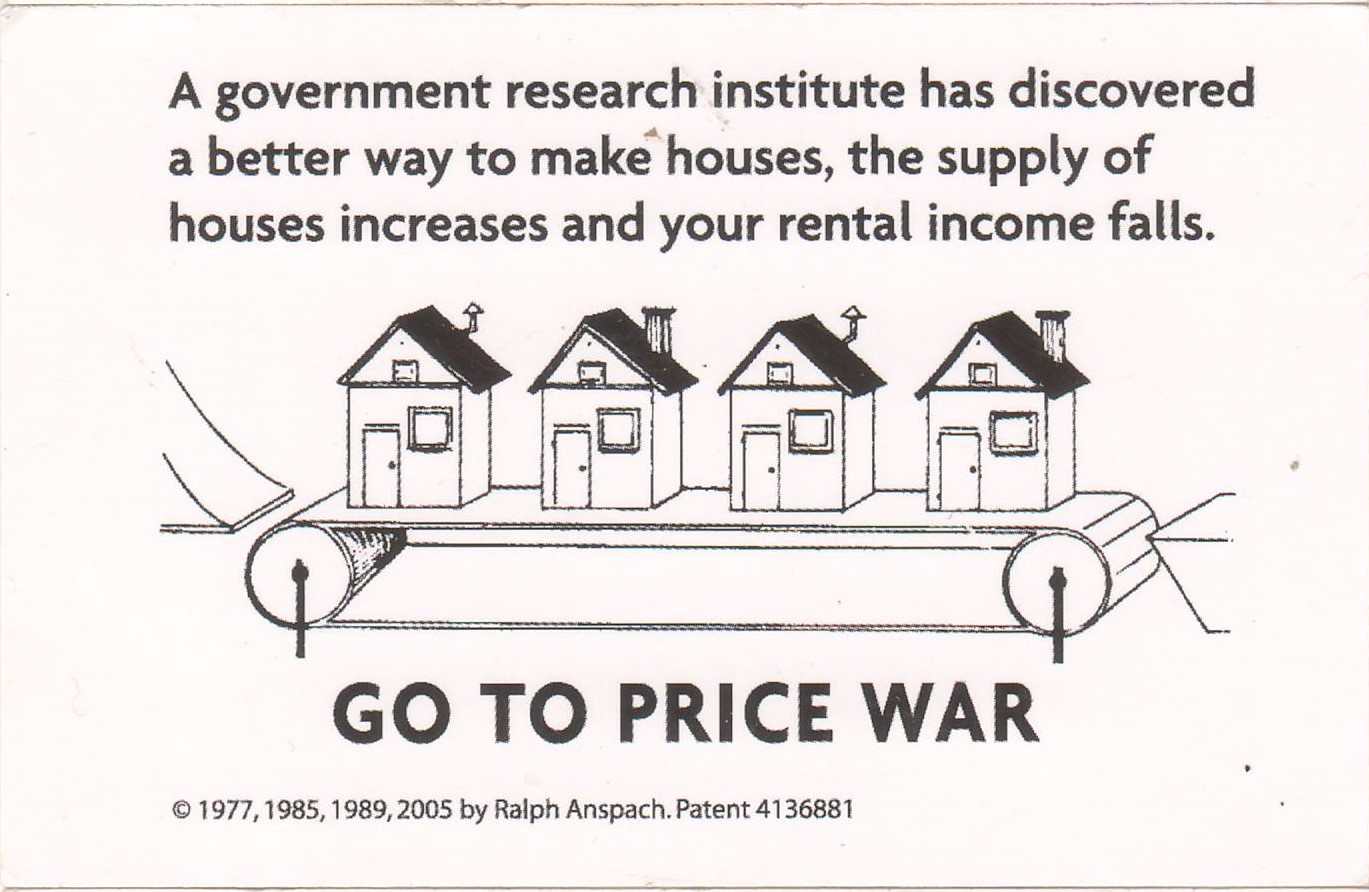 A government research institute has discovered
a better way to make houses, the supply of
houses increases and your rental income falls.
GO TO PRICE WAR
© 1977, 1985, 1989, 2005 by Ralph Anspach. Patent 4136881